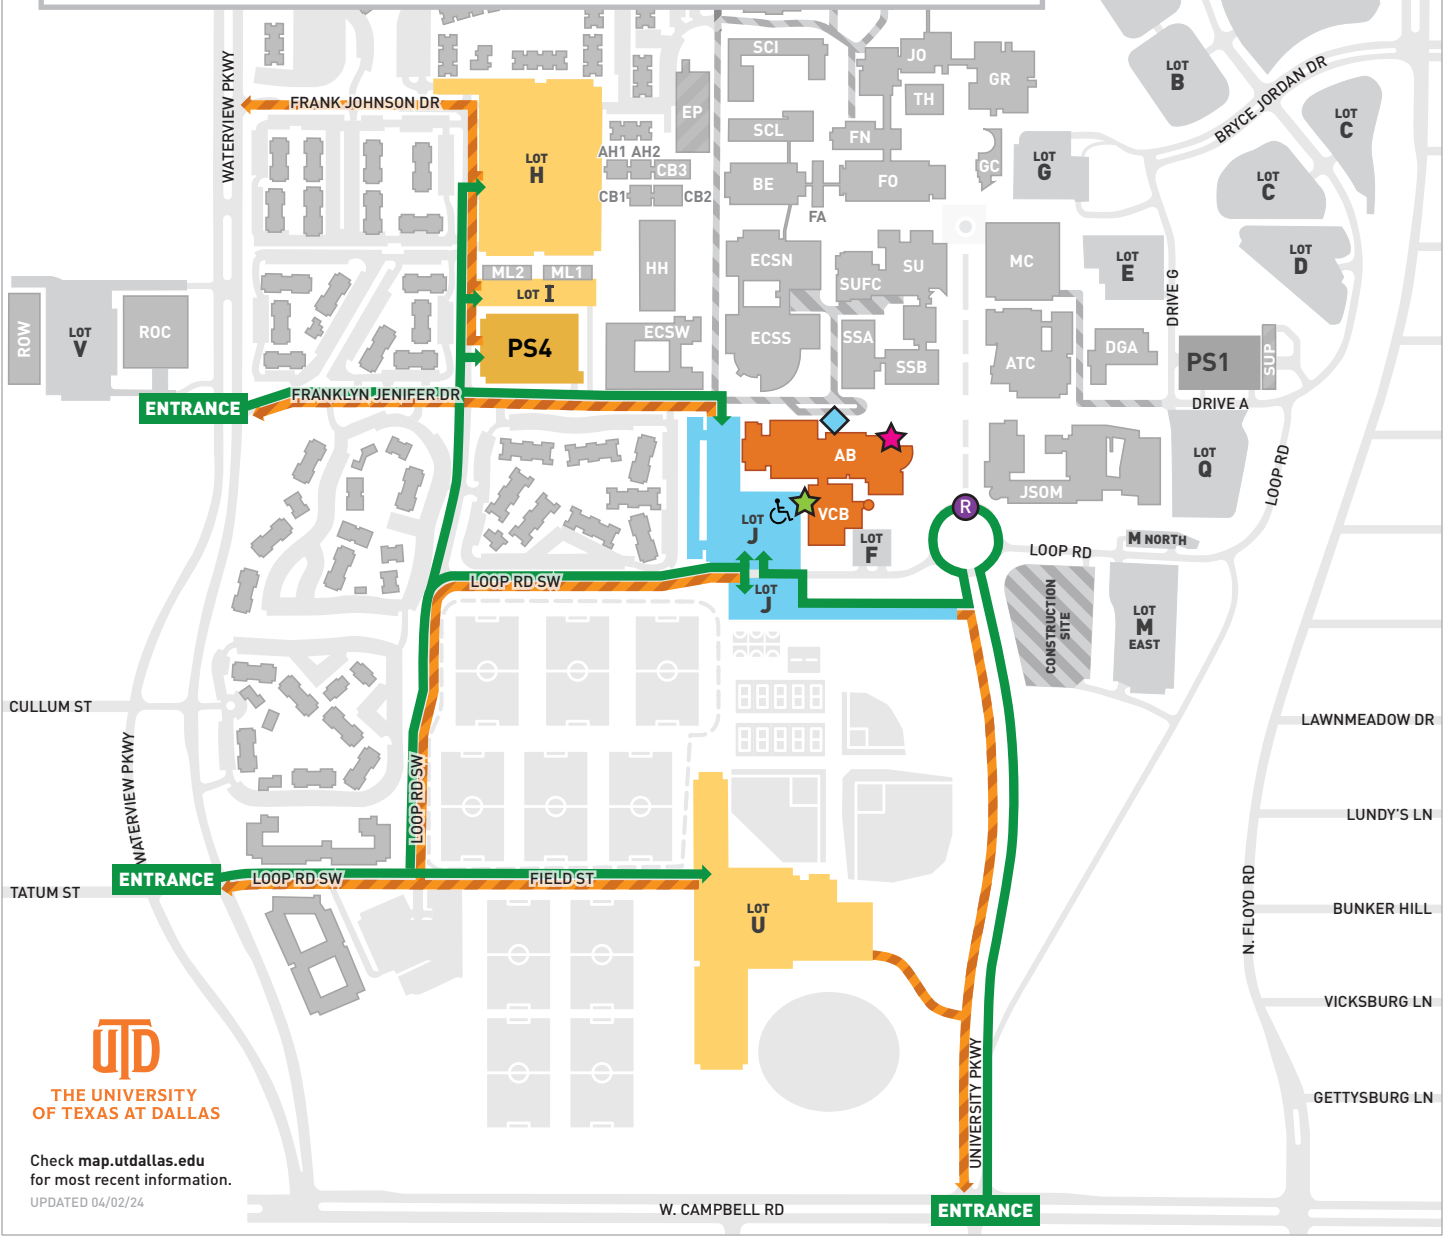 SCI
JO
GR
LOT
B
BRYCE JORDAN DR
WATERVIEW PKWY
FRANK JOHNSON DR
EP
TH
LOT
C
SCL
FN
AH1 AH2
LOT
H
CB3
BE
FO
GC
LOT
G
LOT
C
CB1
CB2
FA
HH
ECSN
SU
MC
LOT
E
LOT
D
ML2
ML1
SUFC
LOT I
DRIVE G
ROW
LOT
V
ROC
PS4
ECSW
ECSS
SSA
SSB
ATC
DGA
PS1
SUP
ENTRANCE
FRANKLYN JENIFER DR
DRIVE A
AB
LOT
Q
LOOP RD
JSOM
LOT
J
VCB
R
LOT
F
M NORTH
LOOP RD
LOOP RD SW
LOT
J
CONSTRUCTION
SITE
LOT
M
EAST
CULLUM ST
LAWNMEADOW DR
WATERVIEW PKWY
LOOP RD SW
LUNDY'S LN
ENTRANCE
LOOP RD SW
FIELD ST
TATUM ST
LOT
U
N. FLOYD RD
BUNKER HILL
VICKSBURG LN
UTD
THE UNIVERSITY
OF TEXAS AT DALLAS
UNIVERSITY PKWY
GETTYSBURG LN
Check map.utdallas.edu
for most recent information.
UPDATED 04/02/24
W. CAMPBELL RD
ENTRANCE